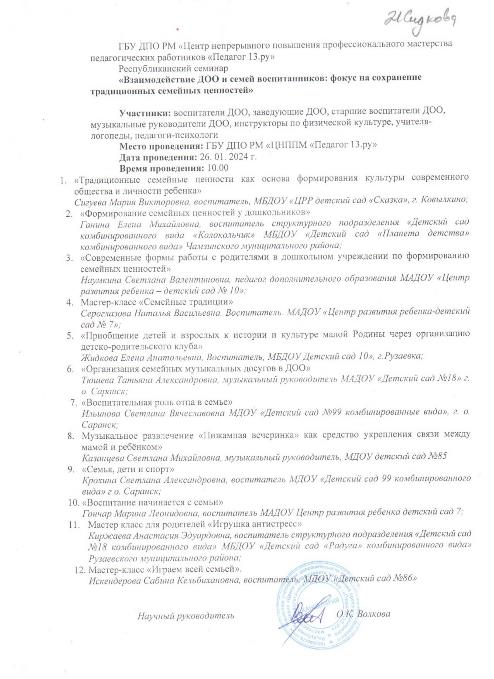 Жидкова
ГБУ ДПО РМ «Центр непрерывного повышения профессионального мастерства
педагогических работников «Педагог 13.ру»
Республиканский семинар
«Взаимодействие ДОО и семей воспитанников: фокус на сохранение
традиционных семейных ценностей»
Участники: воспитатели ДОО, заведующие ДОО, старшие воспитатели ДОО,
музыкальные руководители ДОО, инструкторы по физической культуре, учителя-
логопеды, педагоги-психологи
Место проведения: ГБУ ДПО РМ «ЦНППМ «Педагог 13.ру»
Дата проведения: 26. 01. 2024 г.
Время проведения: 10.00
1. «Традиционные семейные ценности как основа формирования культуры современного
общества и личности ребенка»
Сигуева Мария Викторовна, воспитатель, МБДОУ «ЦРР детский сад «Сказка», г. Ковылкино;
2. «Формирование семейных ценностей у дошкольников»
Ганина Елена Михайловна, воспитатель структурного подразделения «Детский сад
комбинированного вида «Колокольчик» МБДОУ «Детский сад «Планета детства»
комбинированного вида» Чамзинского муниципального района;
3. «Современные формы работы с родителями в дошкольном учреждении по формированию
семейных ценностей»
Наумкина Светлана Валентиновна, педагог дополнительного образования МАДОУ «Центр
развития ребенка – детский сад № 10»;
4. Мастер-класс «Семейные традиции»
Сероглазова Наталья Васильевна. Воспитатель. МАДОУ «Центр развития ребенка-детский
сад № 7»;
5. «Приобщение детей и взрослых к истории и культуре малой Родины через организацию
детско-родительского клуба»
Жидкова Елена Анатольевна, Воспитатель, МБДОУ Детский сад 10», г.Рузаевка;
6. «Организация семейных музыкальных досугов в ДОО»
Тюшева Татьяна Александровна, музыкальный руководитель МАДОУ «Детский сад №18» г.
о. Саранск;
7. «Воспитательная роль отца в семье»
Ильинова Светлана Вячеславовна МДОУ «Детский сад №99 комбинированные вида», г. о.
Саранск;
8. Музыкальное развлечение «Пижамная вечеринка» как средство укрепления связи между
мамой и ребёнком»
Казанцева Светлана Михайловна, музыкальный руководитель, МДОУ детский сад №85
9. «Семья, дети и спорт»
Крохина Светлана Александровна, воспитатель МДОУ «Детский сад 99 комбинированного
вида» г о. Саранск;
10. «Воспитание начинается с семьи»
Гончар Марина Леонидовна, воспитатель МАДОУ Центр развития ребенка детский сад 7;
11. Мастер класс для родителей «Игрушка антистресс»
Киржаева Анастасия Эдуардовна, воспитатель структурного подразделения «Детский сад
№18 комбинированного вида» МБДОУ «Детский сад «Радуга» комбинированного вида»
Рузаевского муниципального района;
12. Мастер-класс «Играем всей семьей».
Искендерова Сабина Кельбихановна, воспитатель, МДОУ «Детский сад №86»
Научный руководитель О.К. Волкова